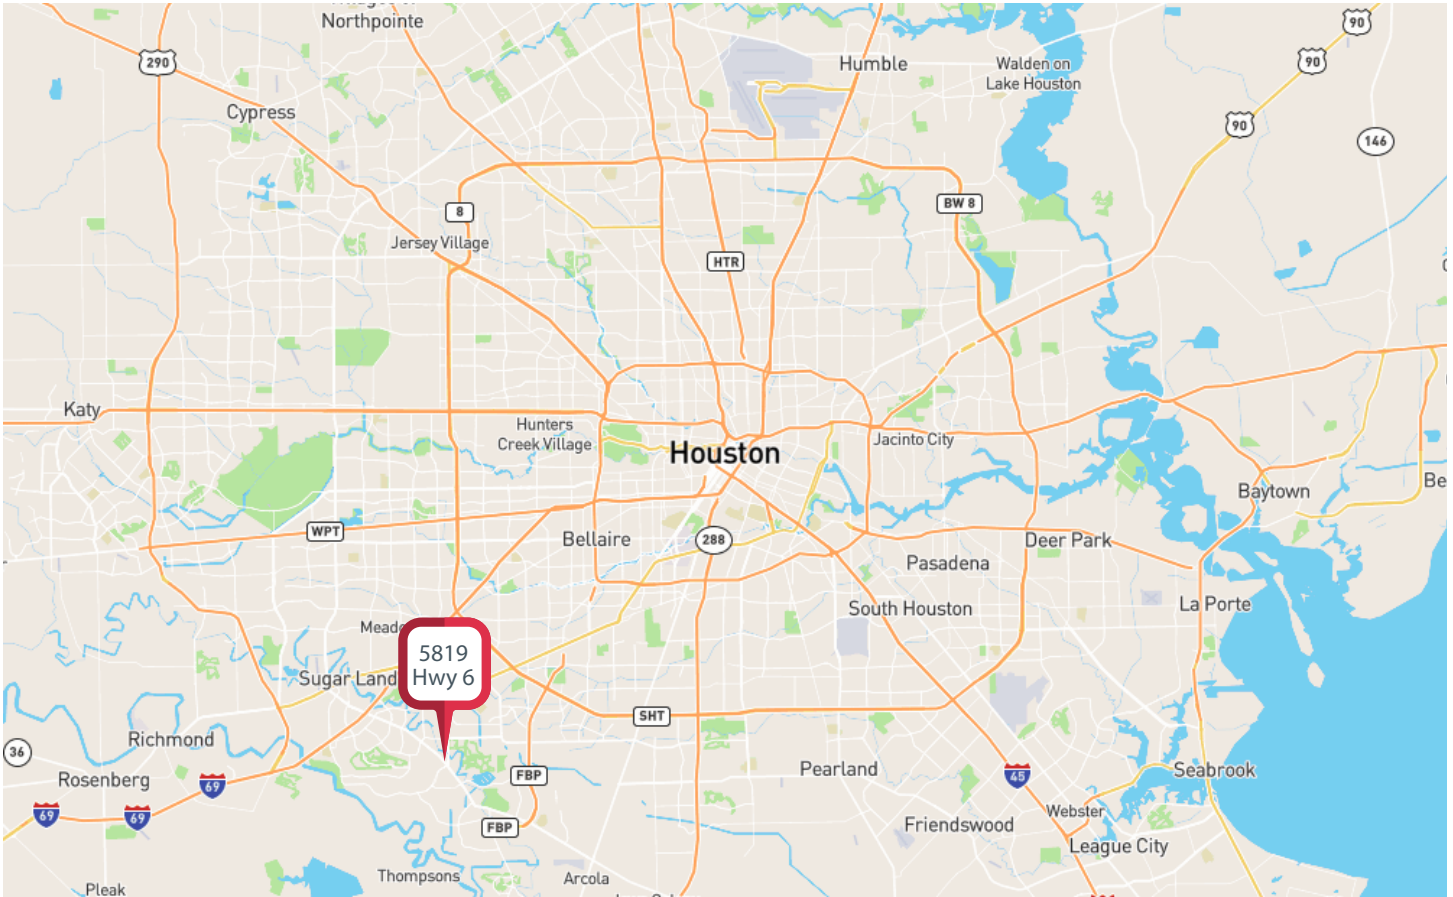 Northpointe
90
290
Humble
Walden on
Lake Houston
90
Cypress
90
146
8
BW 8
Jersey Village
HTR
Katy
Hunters
Creek Village
Houston
Jacinto City
Baytown
Be
WPT
Bellaire
288
Deer Park
Pasadena
La Porte
South Houston
Meado
5819
Hwy 6
Sugar Land
SHT
Richmond
36
Rosenberg
69
69
69
FBP
FBP
Pearland
45
Seabrook
Webster
Friendswood
League City
Thompsons
Arcola
Pleak